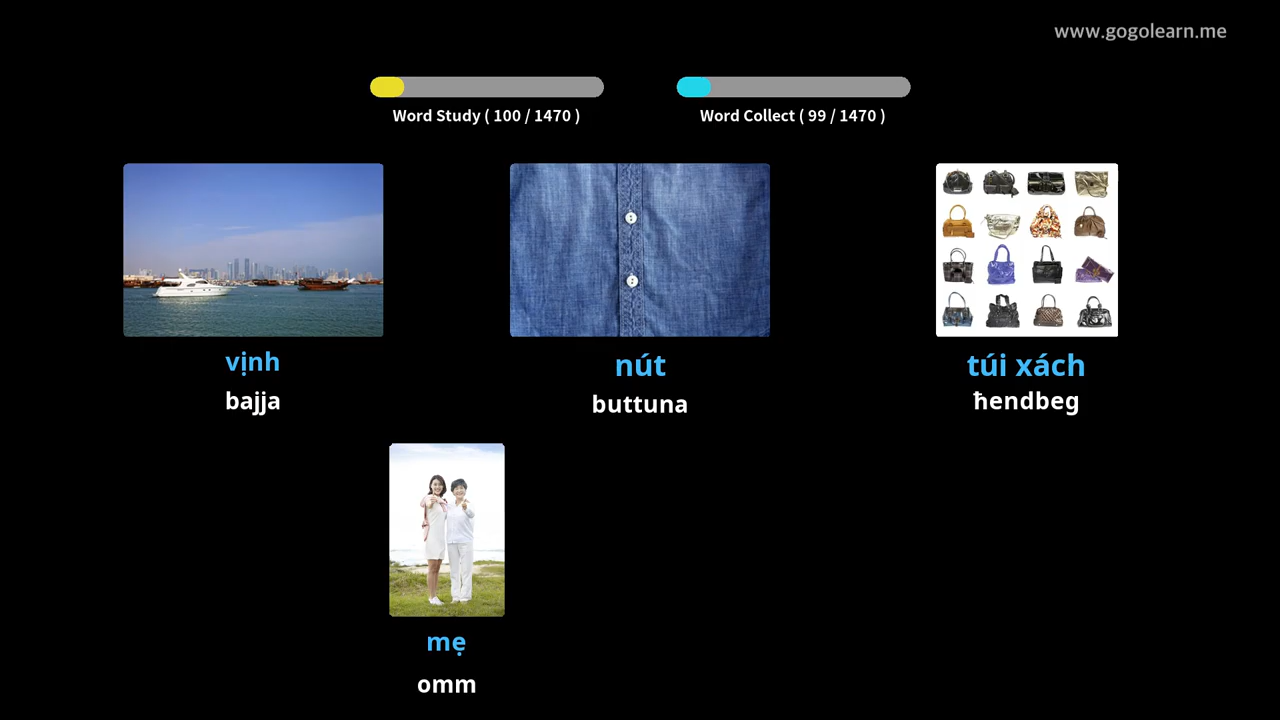 www.gogolearn.me
Word Study ( 100 / 1470 )
Word Collect ( 99 / 1470 )
vịnh
bajja
nút
buttuna
túi xách
ħendbeg
mẹ
omm